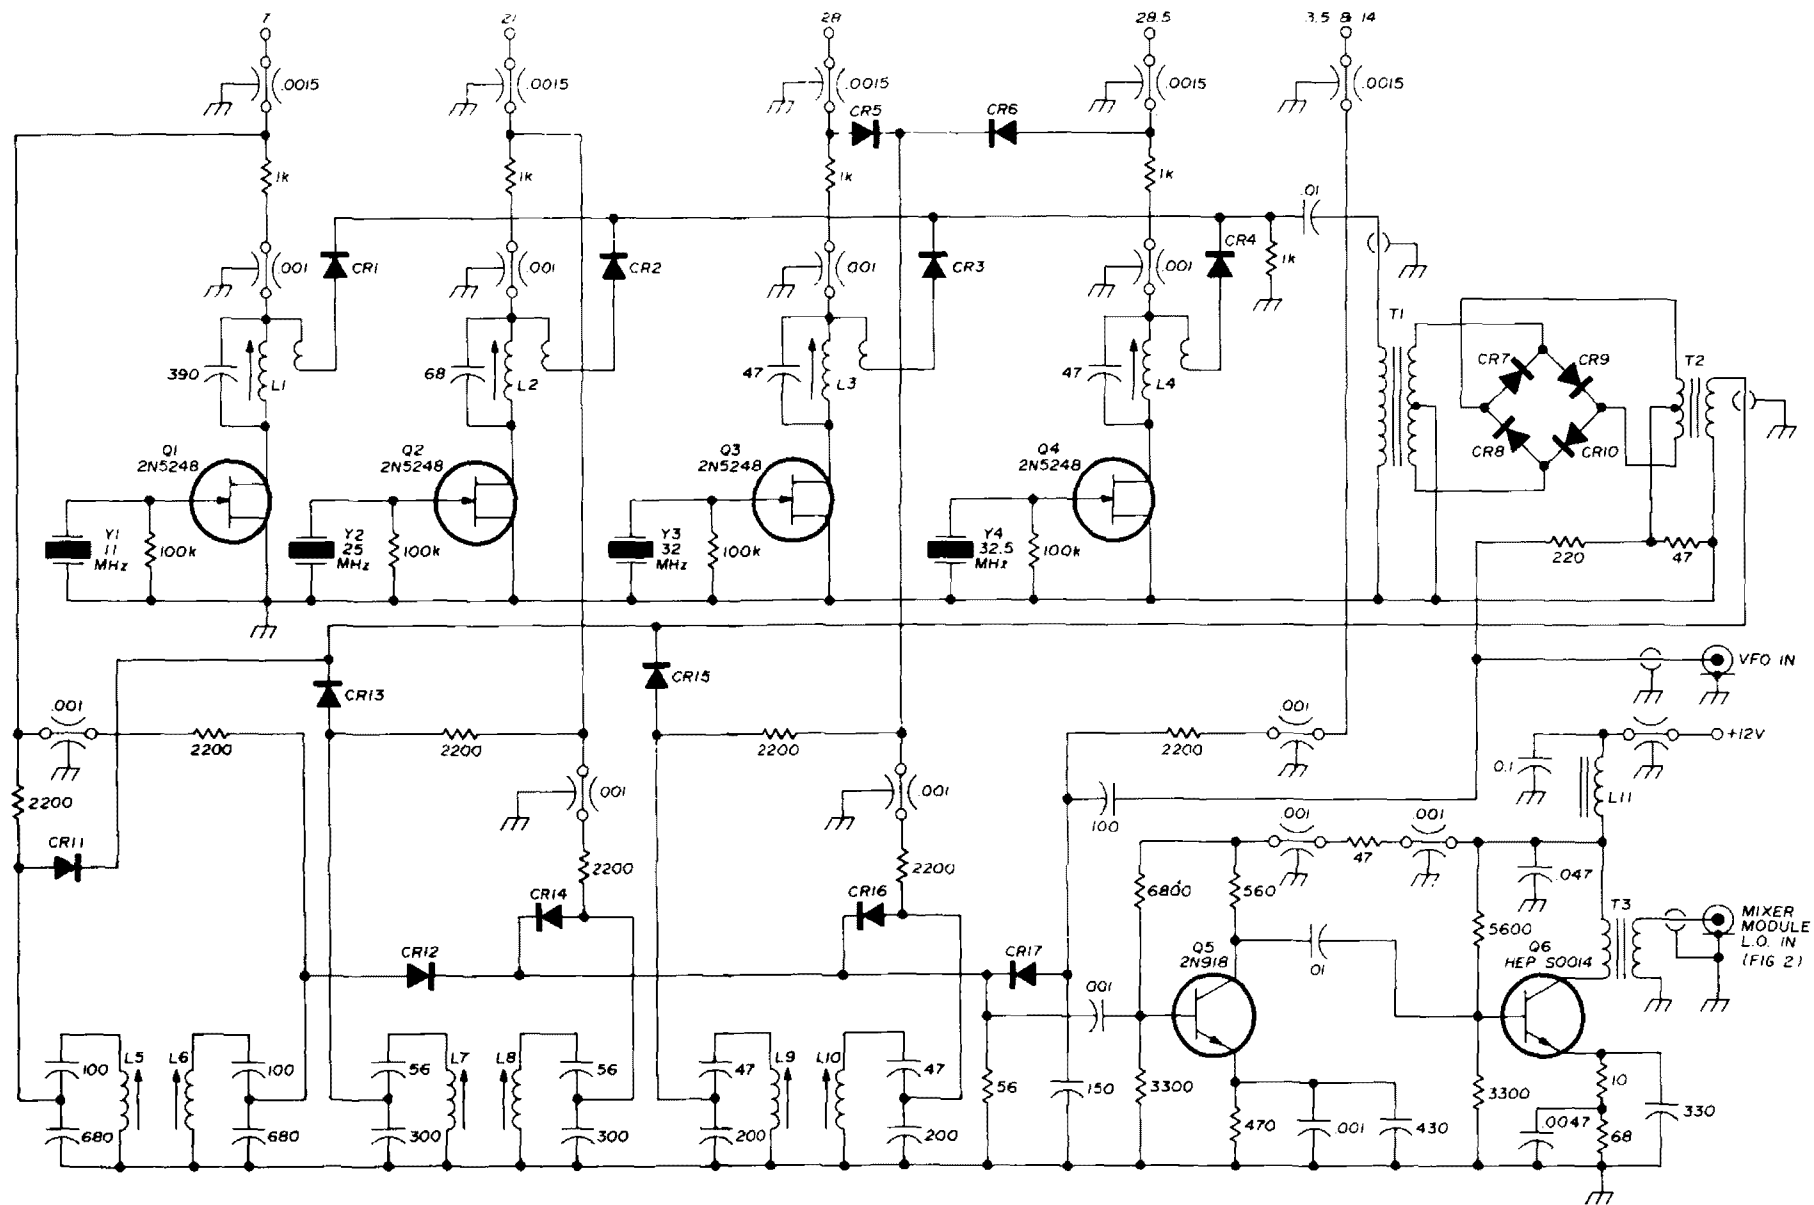 7 21 28 28.5 3.5 & 14
.0015 .0015 .0015 .0015 .0015
CR5 CR6
1k 1k 1k 1k
.01
.001 CR1 .001 CR2 .001 CR3 .001 CR4 1k
T1
390 L1 68 L2 47 L3 47 L4
CR7 CR9 T2
CR8 CR10
Q1
2N5248
Q2
2N5248
Q3
2N5248
Q4
2N5248
Y1
11
MHz
100k
Y2
25
MHz
100k
Y3
32
MHz
100k
Y4
32.5
MHz
100k
220 47
CR13 CR15
VFO IN
.001 2200 2200 2200 2200 .001
+12V
0.1 L11
2200 .001 .001
100
CR11
.001 47 .001
2200 2200
6800 560 .047
CR14 CR16
T3
MIXER
MODULE
L.O. IN
(FIG 2)
5600
CR12 CR17
Q5
2N918
.01
Q6
HEP S0014
.001
100 L5 L6 100 56 L7 L8 56 47 L9 L10 47
56 150 3300 3300 10
680 680 300 300 200 200
470 .001 430 .0047 68 330